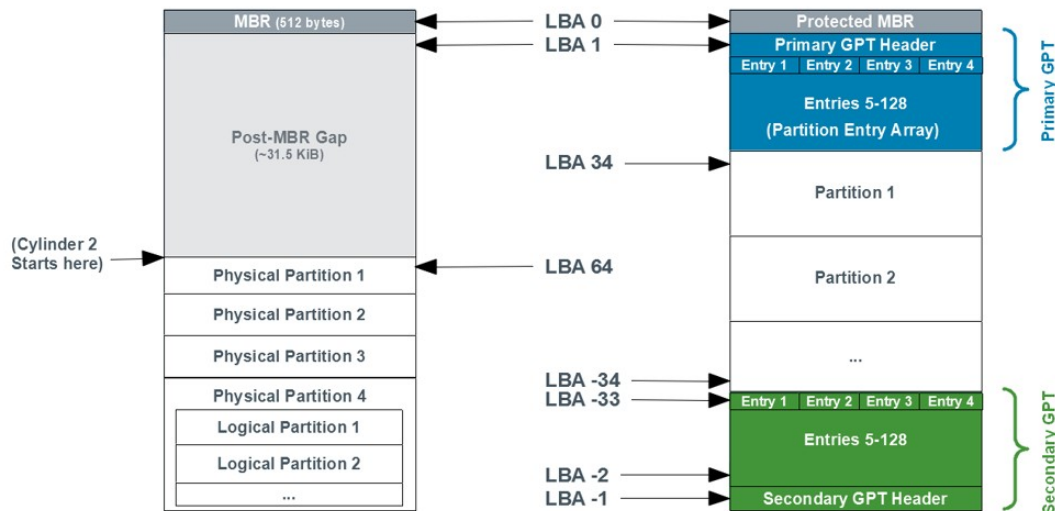 MBR (512 bytes)
Post-MBR Gap
(~31.5 KiB)
(Cylinder 2
Starts here)
Physical Partition 1
Physical Partition 2
Physical Partition 3
Physical Partition 4
Logical Partition 1
Logical Partition 2
...
LBA 0
LBA 1
LBA 34
LBA 64
LBA -34
LBA -33
LBA -2
LBA -1
Protected MBR
Primary GPT Header
Entry 1 Entry 2 Entry 3 Entry 4
Entries 5-128
(Partition Entry Array)
Partition 1
Partition 2
...
Entry 1 Entry 2 Entry 3 Entry 4
Entries 5-128
Secondary GPT Header
Primary GPT
Secondary GPT